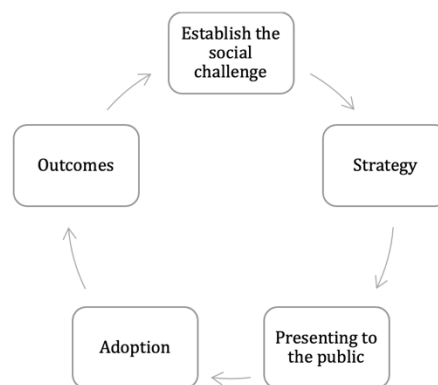 Establish the
social
challenge
Strategy
Presenting to
the public
Adoption
Outcomes